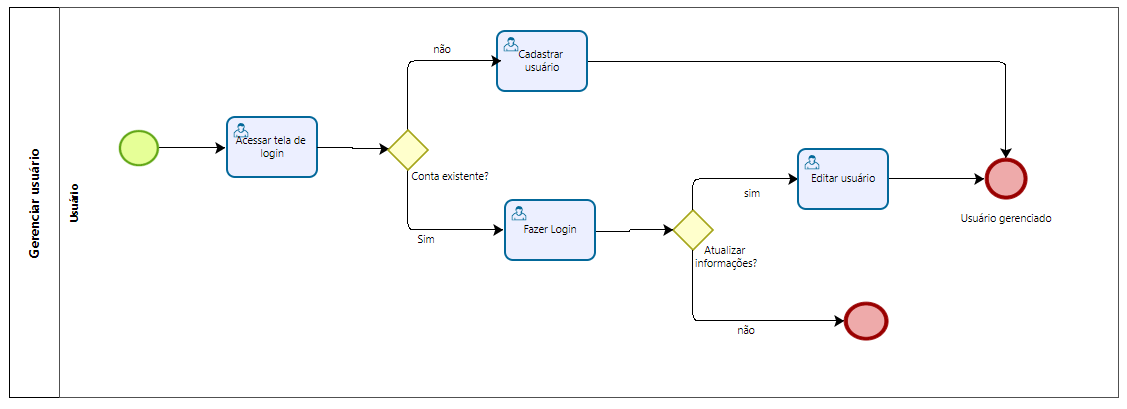 Gerenciar usuário
Usuário
Acessar tela de
login
Conta existente?
não
Cadastrar
usuário
Sim
Fazer Login
Atualizar
informações?
sim
Editar usuário
não
Usuário gerenciado